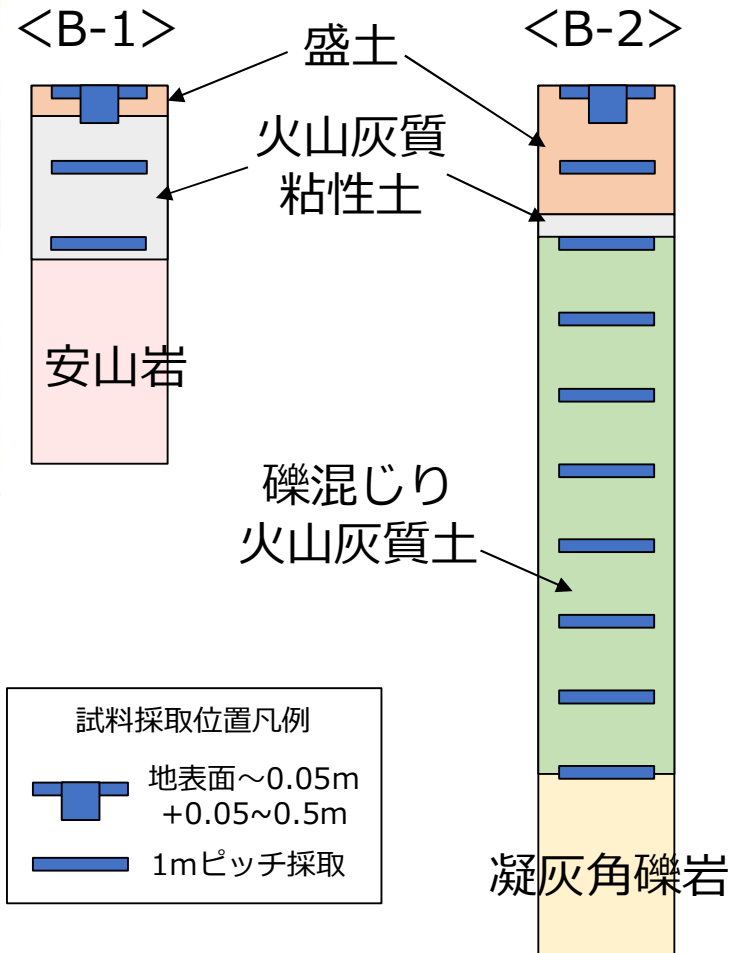 <B-1>
<B-2>
盛土
火山灰質
粘性土
安山岩
礫混じり
火山灰質土
試料採取位置凡例
地表面～0.05m
+0.05~0.5m
1mピッチ採取
凝灰角礫岩